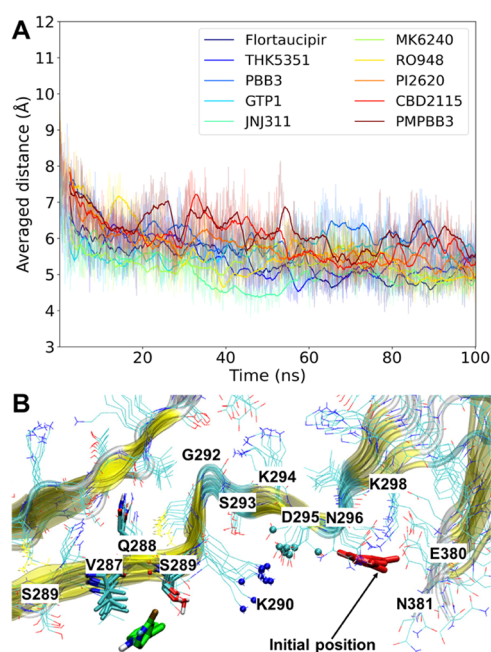 A
12
11
10
9
8
7
6
5
4
3
Averaged distance (Å)
Flortaucipir
THK5351
PBB3
GTP1
JNJ311
MK6240
RO948
PI2620
CBD2115
PMPBB3
20 40 60 80 100
Time (ns)
B
G292
K294
S293
K298
D295 N296
Q288
V287 S289
E380
S289
K290
N381
Initial position